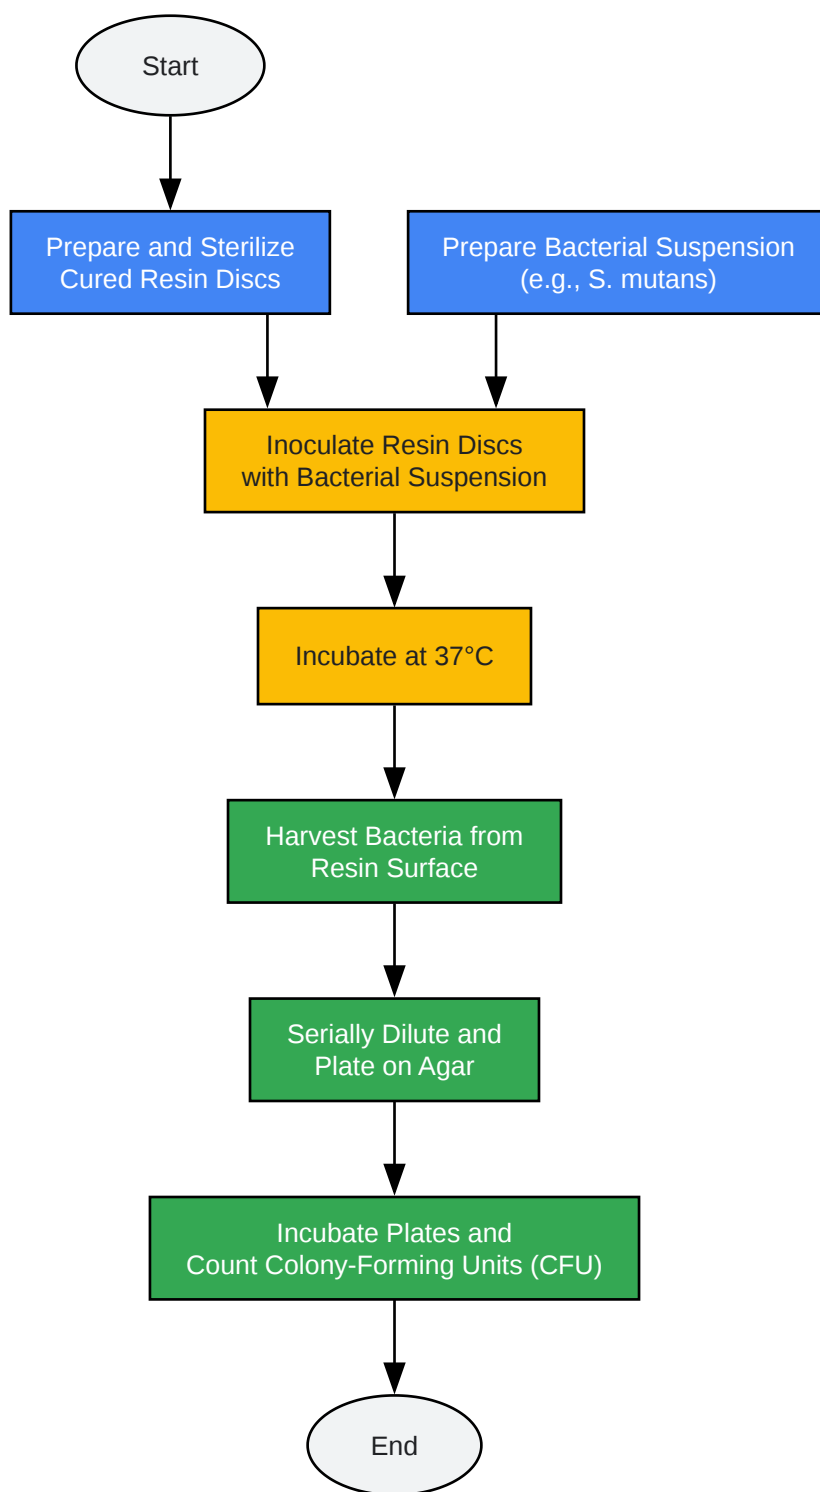 Start
Prepare and Sterilize
Cured Resin Discs
Prepare Bacterial Suspension
(e.g., S. mutans)
Inoculate Resin Discs
with Bacterial Suspension
Incubate at 37°C
Harvest Bacteria from
Resin Surface
Serially Dilute and
Plate on Agar
Incubate Plates and
Count Colony-Forming Units (CFU)
End